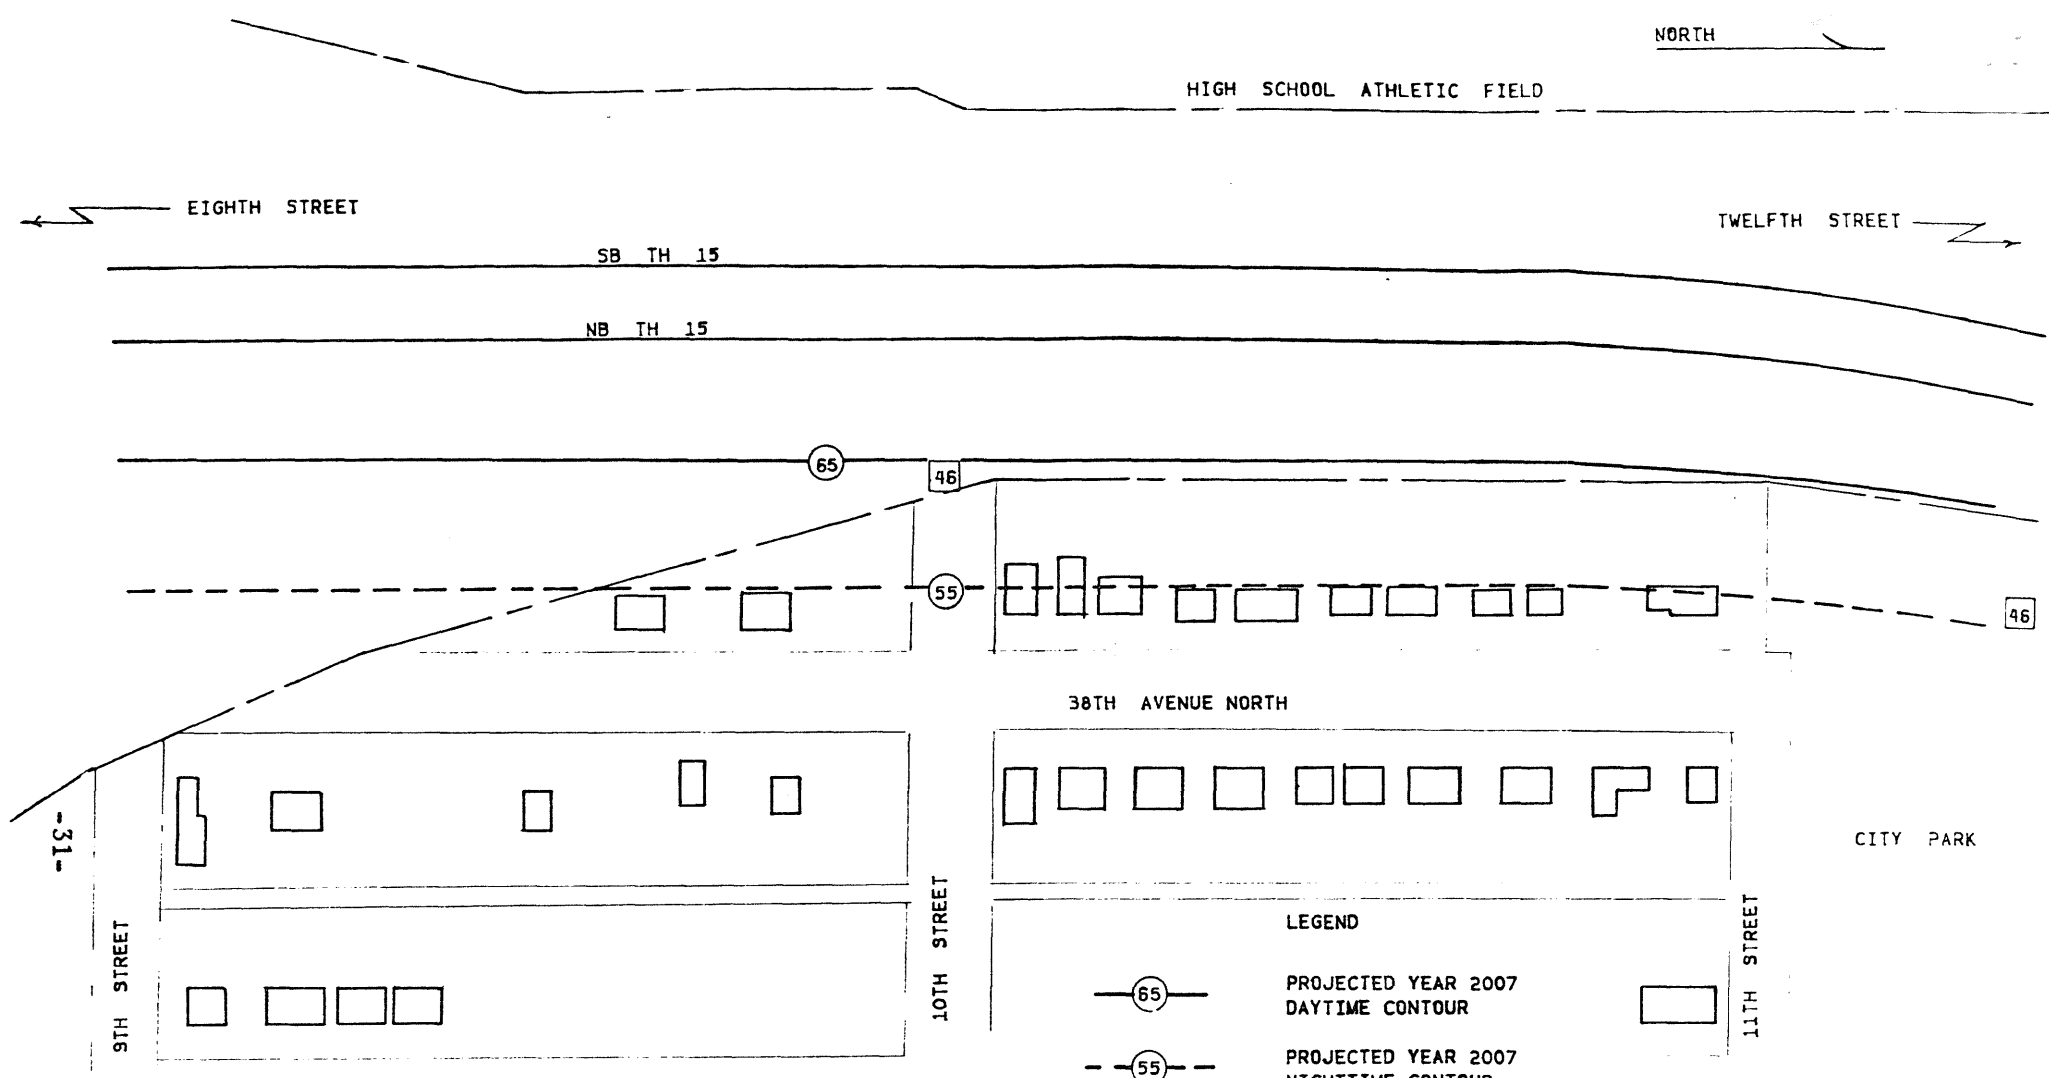 NORTH
HIGH SCHOOL ATHLETIC FIELD
EIGHTH STREET
TWELFTH STREET
SB TH 15
NB TH 15
65
46
55
46
38TH AVENUE NORTH
CITY PARK
-31-
9TH STREET
10TH STREET
11TH STREET
LEGEND
65
PROJECTED YEAR 2007
DAYTIME CONTOUR
55
PROJECTED YEAR 2007
NIGHTTIME CONTOUR